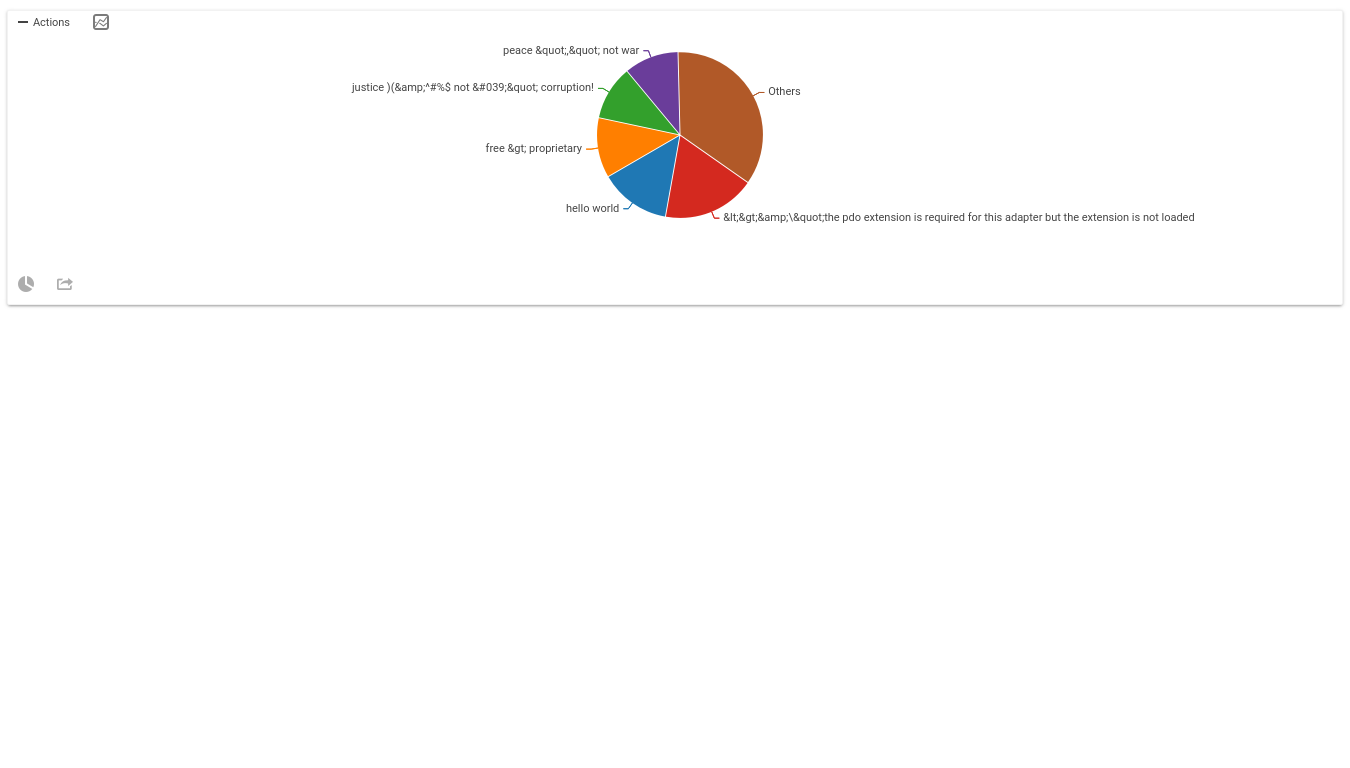 Actions
peace &quot;,&quot; not war
justice )(&amp;^#%$ not &#039;&quot; corruption!
Others
free &gt; proprietary
hello world
&lt;&gt;&amp;\&quot;the pdo extension is required for this adapter but the extension is not loaded